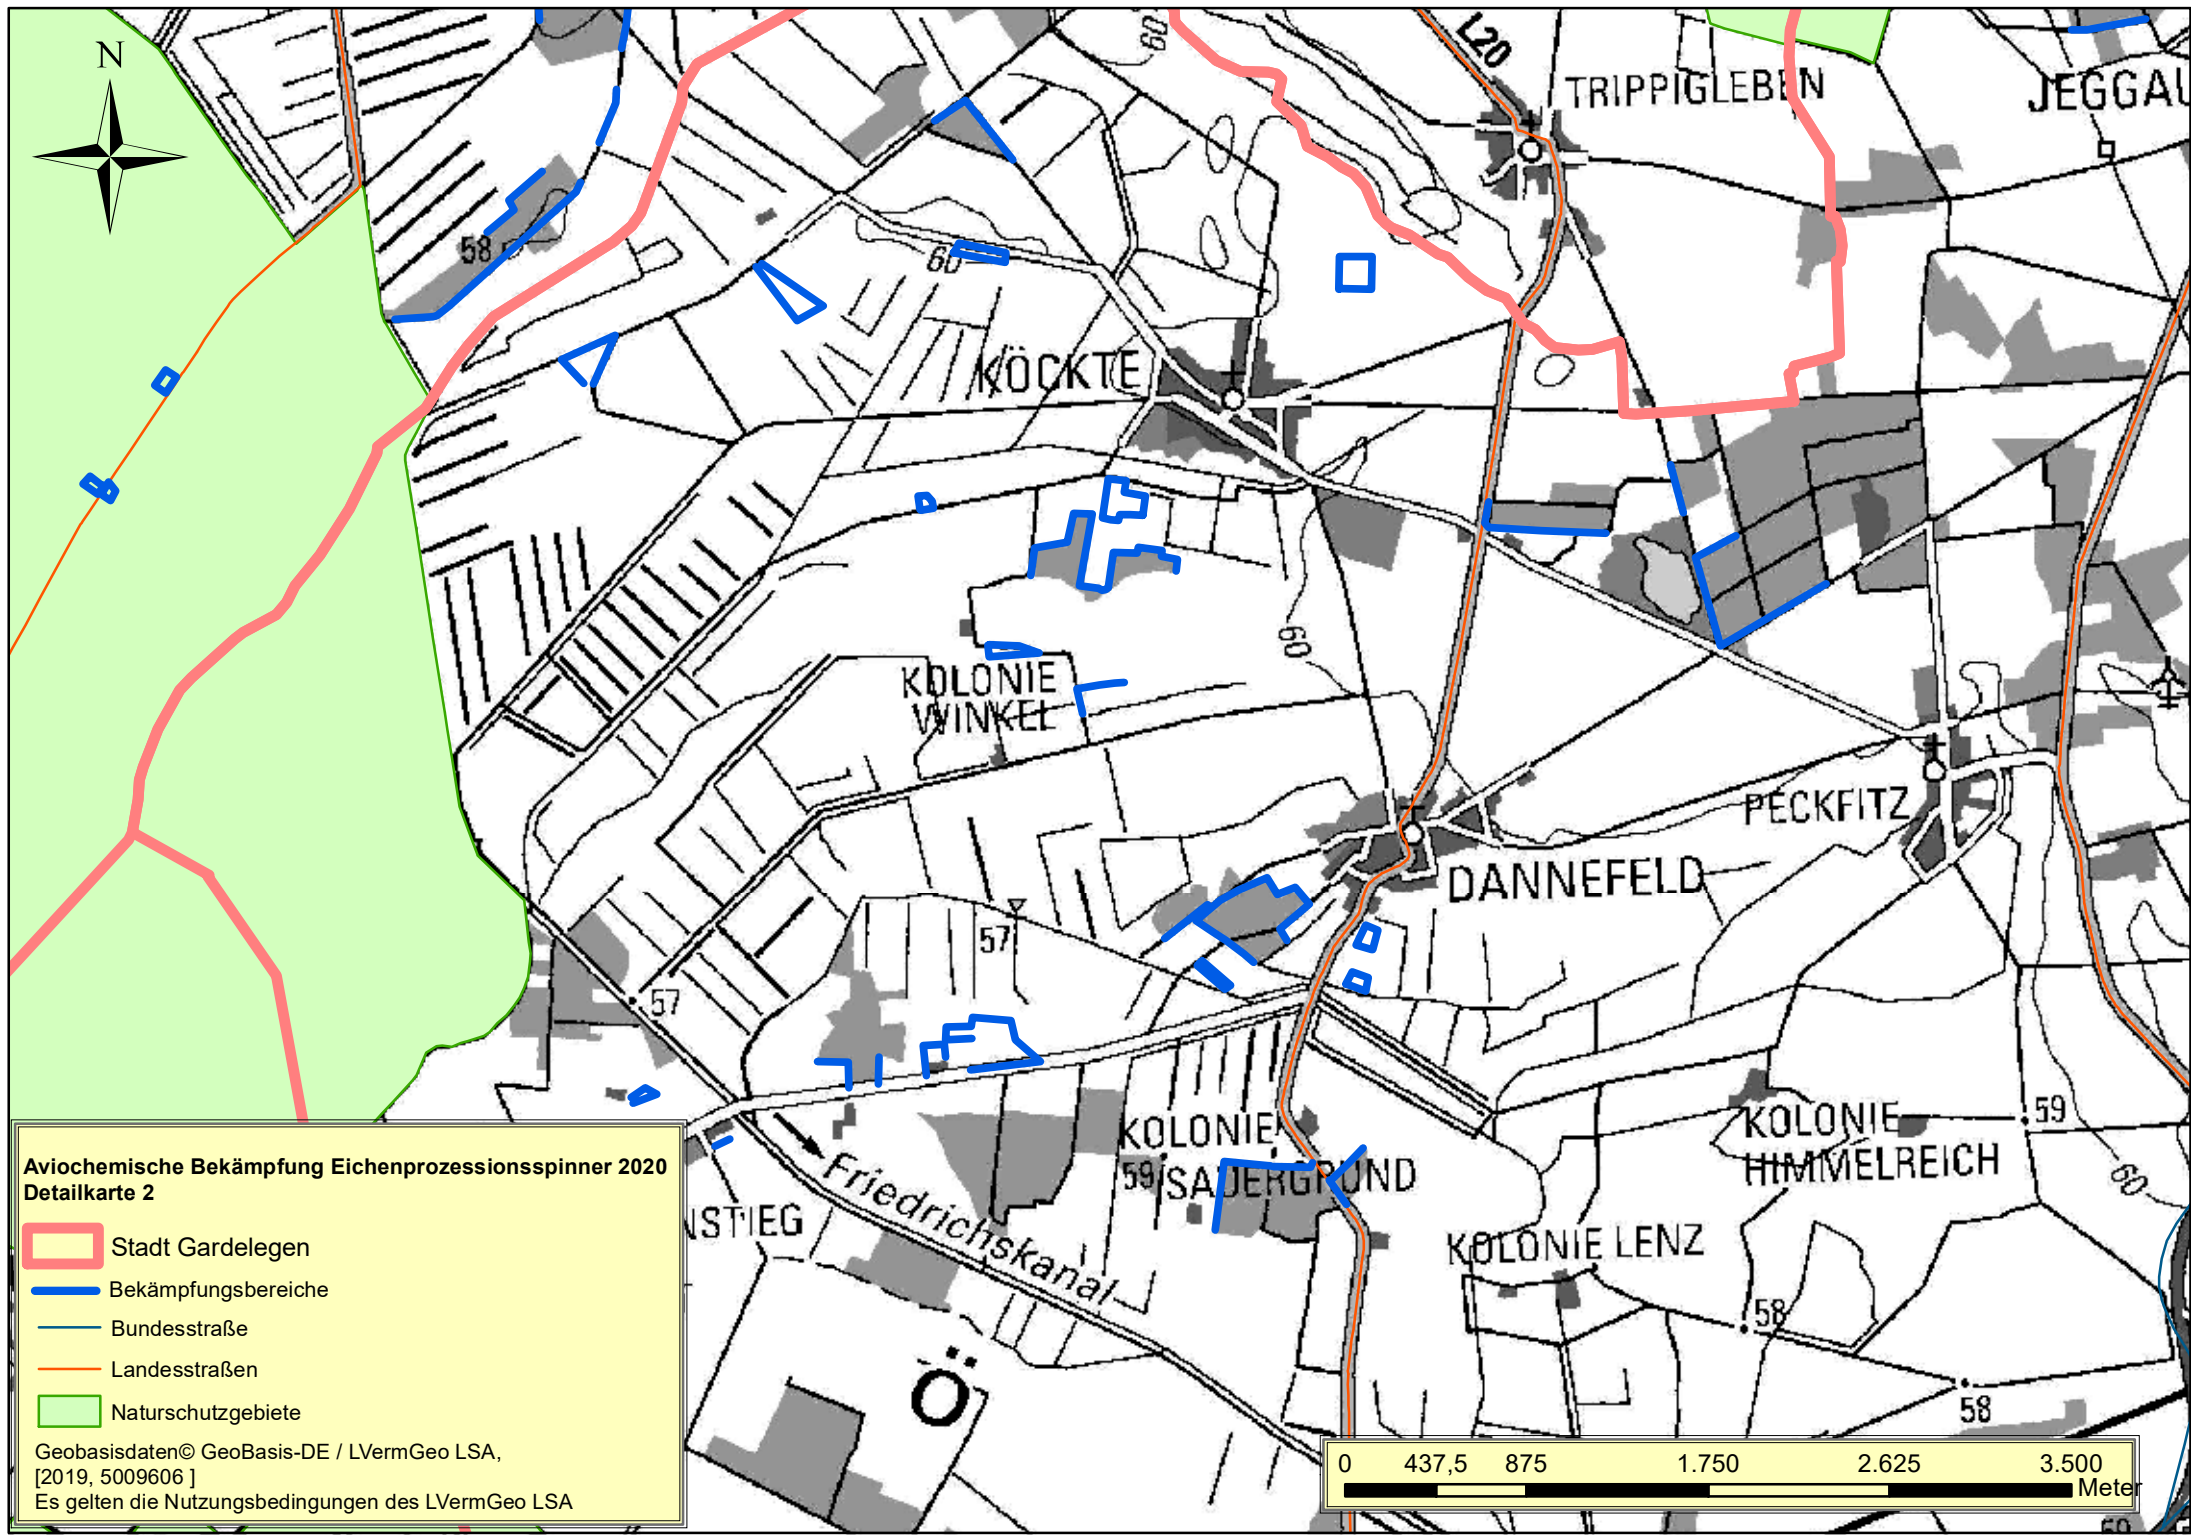 N
L20
60
TRIPPIGLEBEN
JEGGAU
58
60
KÖCKTE
60
KOLONIE
WINKEL
PECKFITZ
DANNEFELD
57
57
KOLONIE
59 SAUERGRUND
KOLONIE
HIMMELREICH
59
60
NSTIEG
Friedrichskanal
KOLONIE LENZ
58
58
Ö
Aviochemische Bekämpfung Eichenprozessionsspinner 2020
Detailkarte 2
Stadt Gardelegen
Bekämpfungsbereiche
Bundesstraße
Landesstraßen
Naturschutzgebiete
Geobasisdaten© GeoBasis-DE / LVermGeo LSA,
[2019, 5009606 ]
Es gelten die Nutzungsbedingungen des LVermGeo LSA
0 437,5 875 1.750 2.625 3.500
Meter